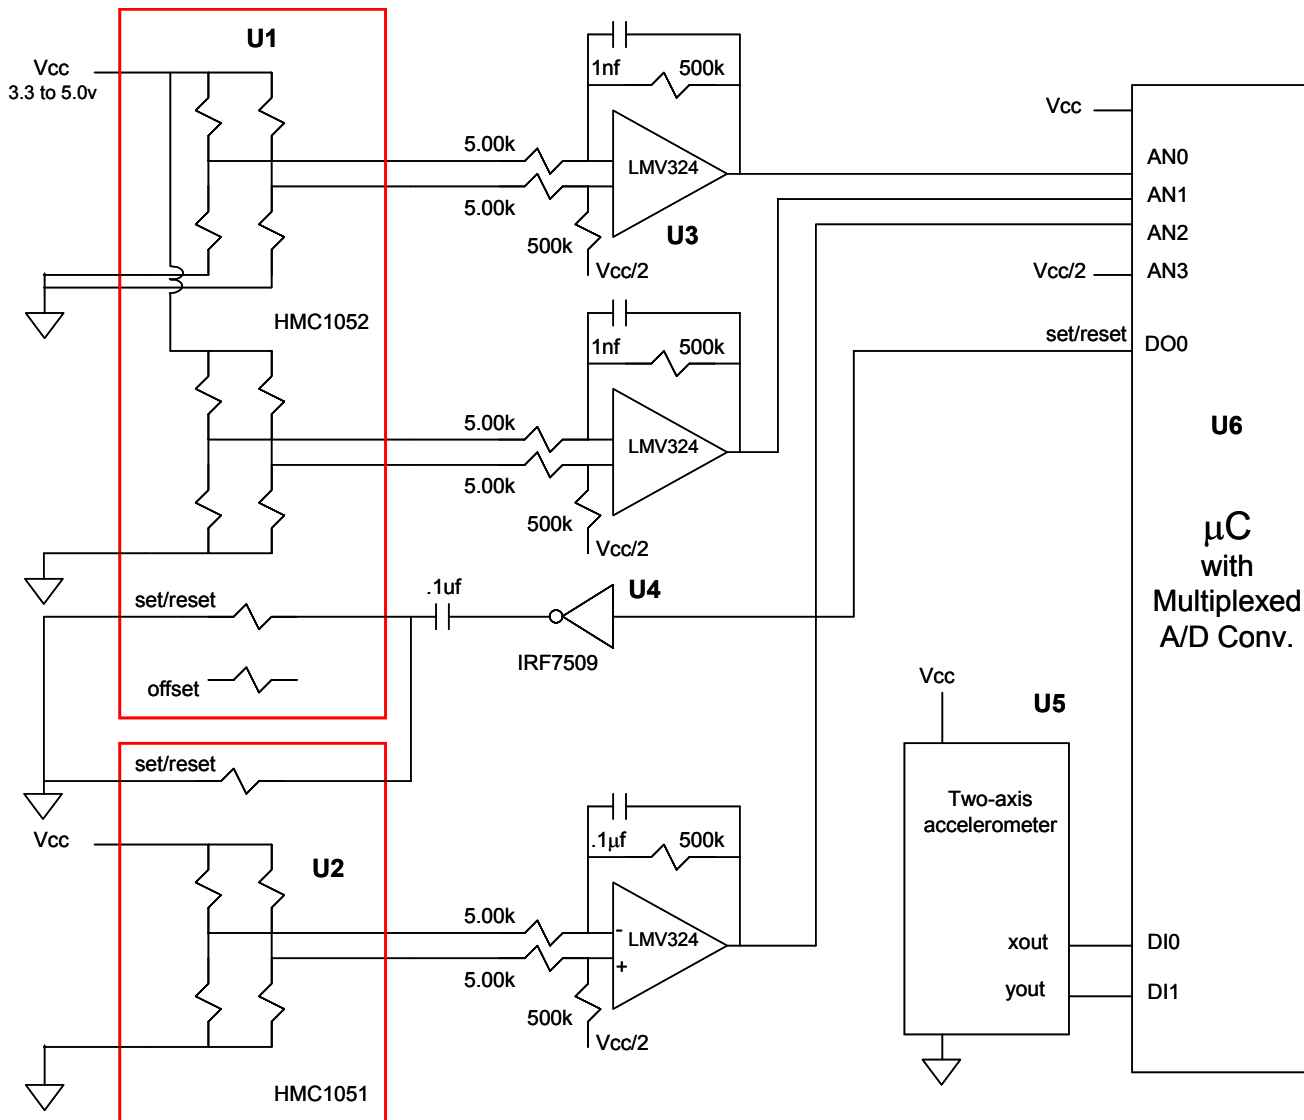 U1
Vcc
3.3 to 5.0v
1nf
500k
5.00k
LMV324
5.00k
U3
500k
Vcc/2
HMC1052
1nf
500k
5.00k
LMV324
5.00k
500k
Vcc/2
set/reset
.1uf
U4
IRF7509
offset
set/reset
Vcc
U2
.1μf
500k
5.00k
-
LMV324
+
5.00k
500k
Vcc/2
HMC1051
Vcc
AN0
AN1
AN2
Vcc/2
AN3
set/reset
DO0
U6
μC
with
Multiplexed
A/D Conv.
Vcc
U5
Two-axis
accelerometer
xout
DI0
yout
DI1